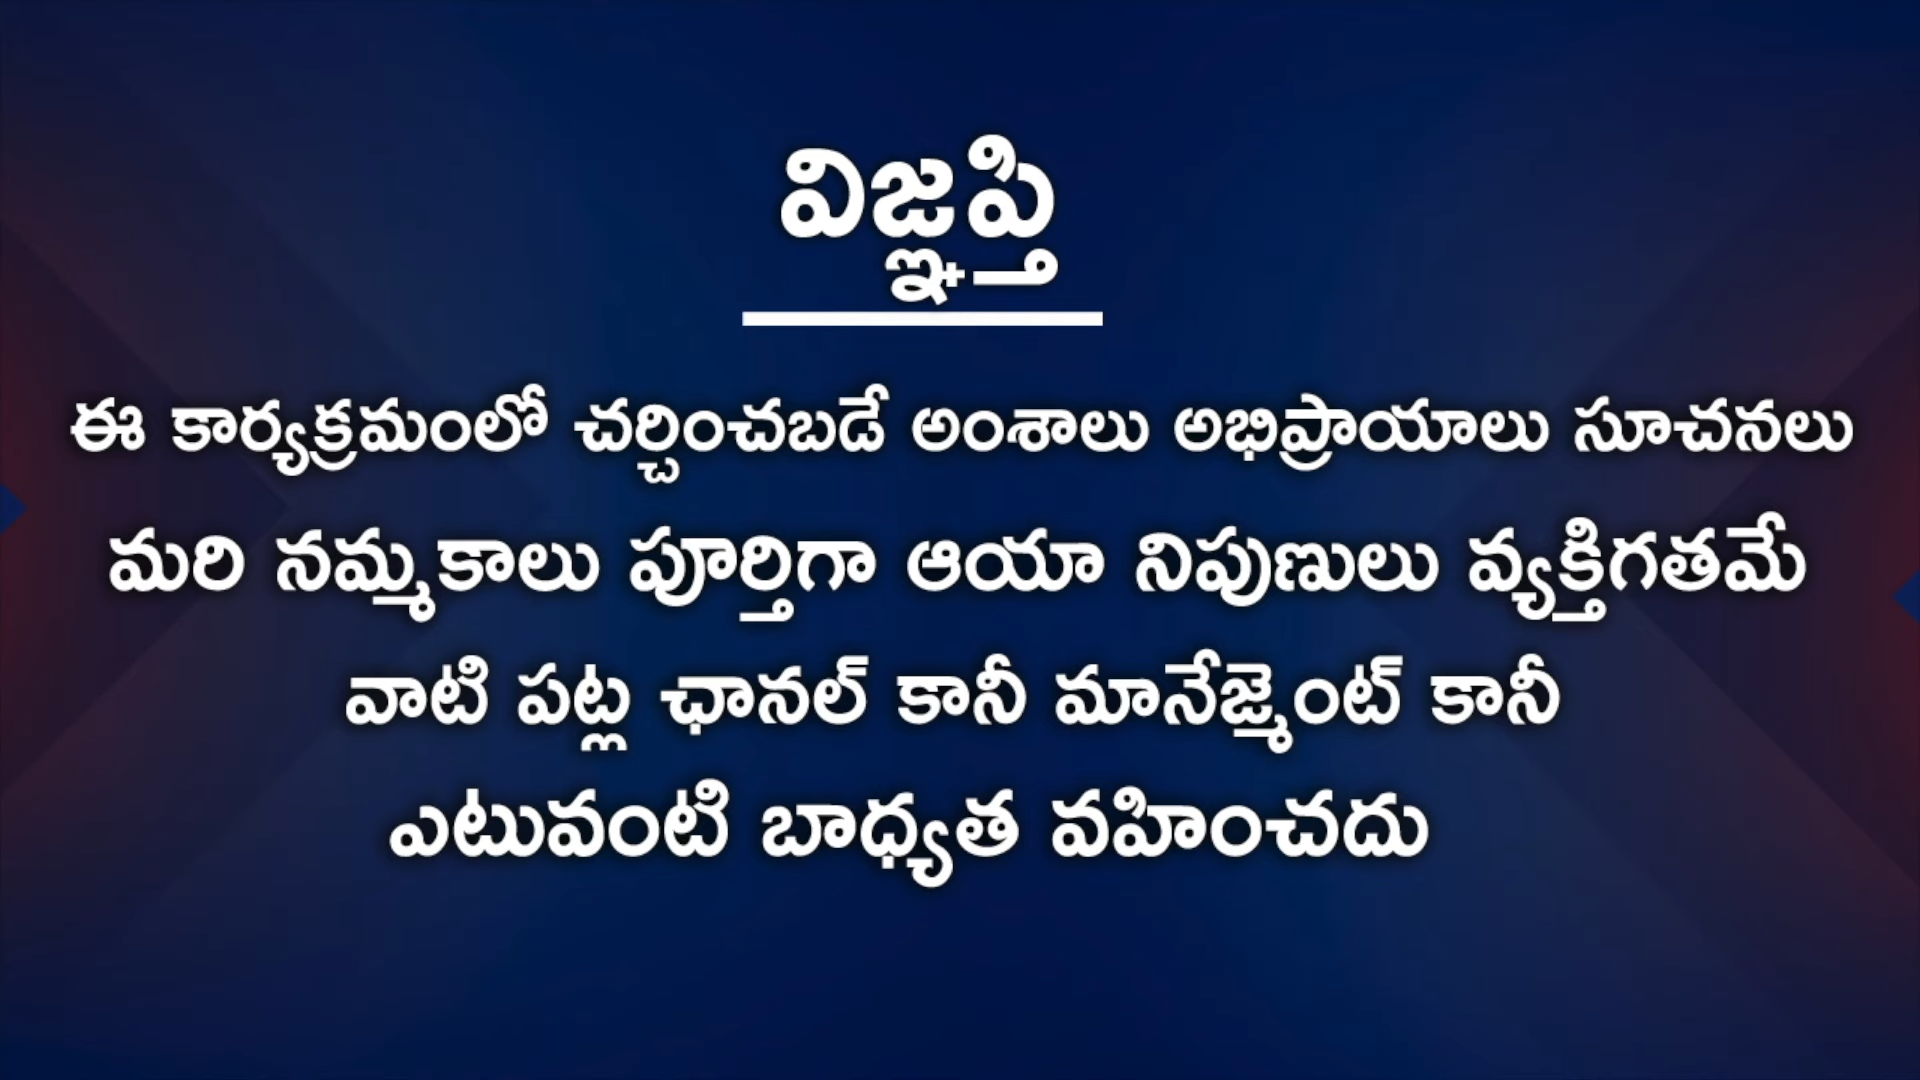 విజ్ఞప్తి
ఈ కార్యక్రమంలో చర్చించబడే అంశాలు అభిప్రాయాలు సూచనలు
మరి నమ్మకాలు పూర్తిగా ఆయా నిపుణులు వ్యక్తిగతమే
వాటి పట్ల ఛానల్ కానీ మానేజ్మెంట్ కానీ
ఎటువంటి బాధ్యత వహించదు